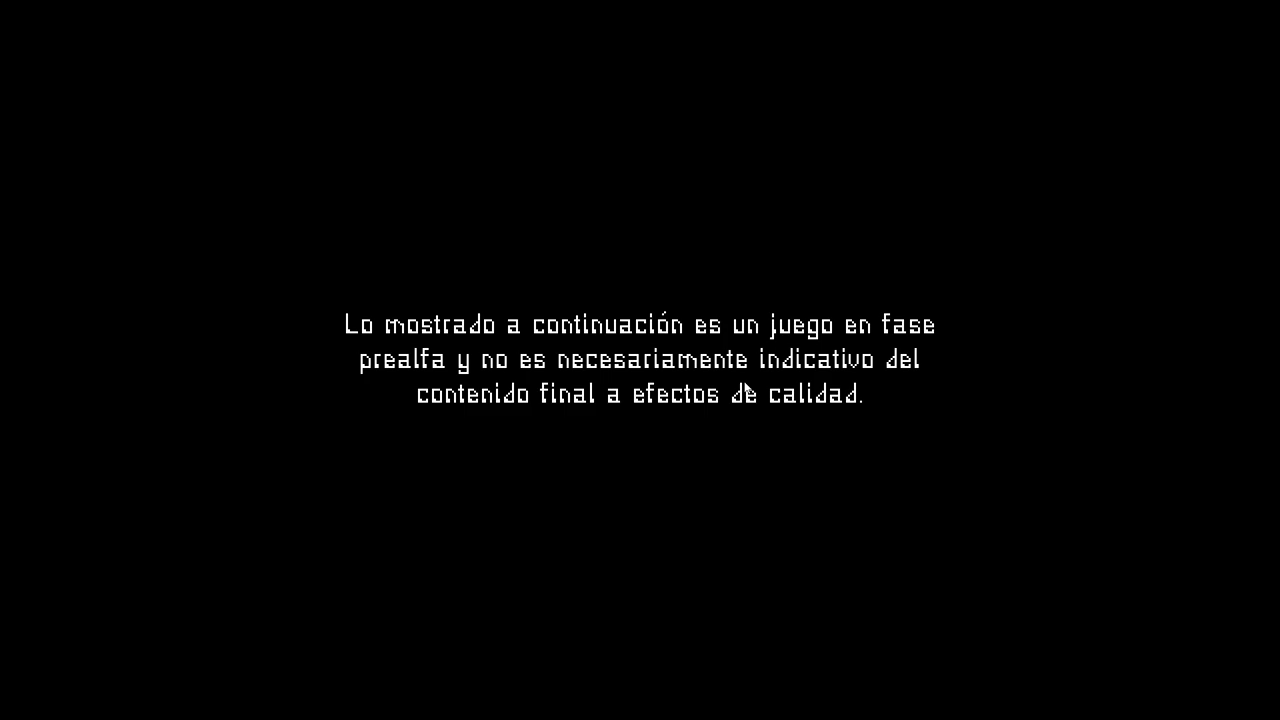 Lo mostrado a continuación es un juego en fase
prealfa y no es necesariamente indicativo del
contenido final a efectos de calidad.